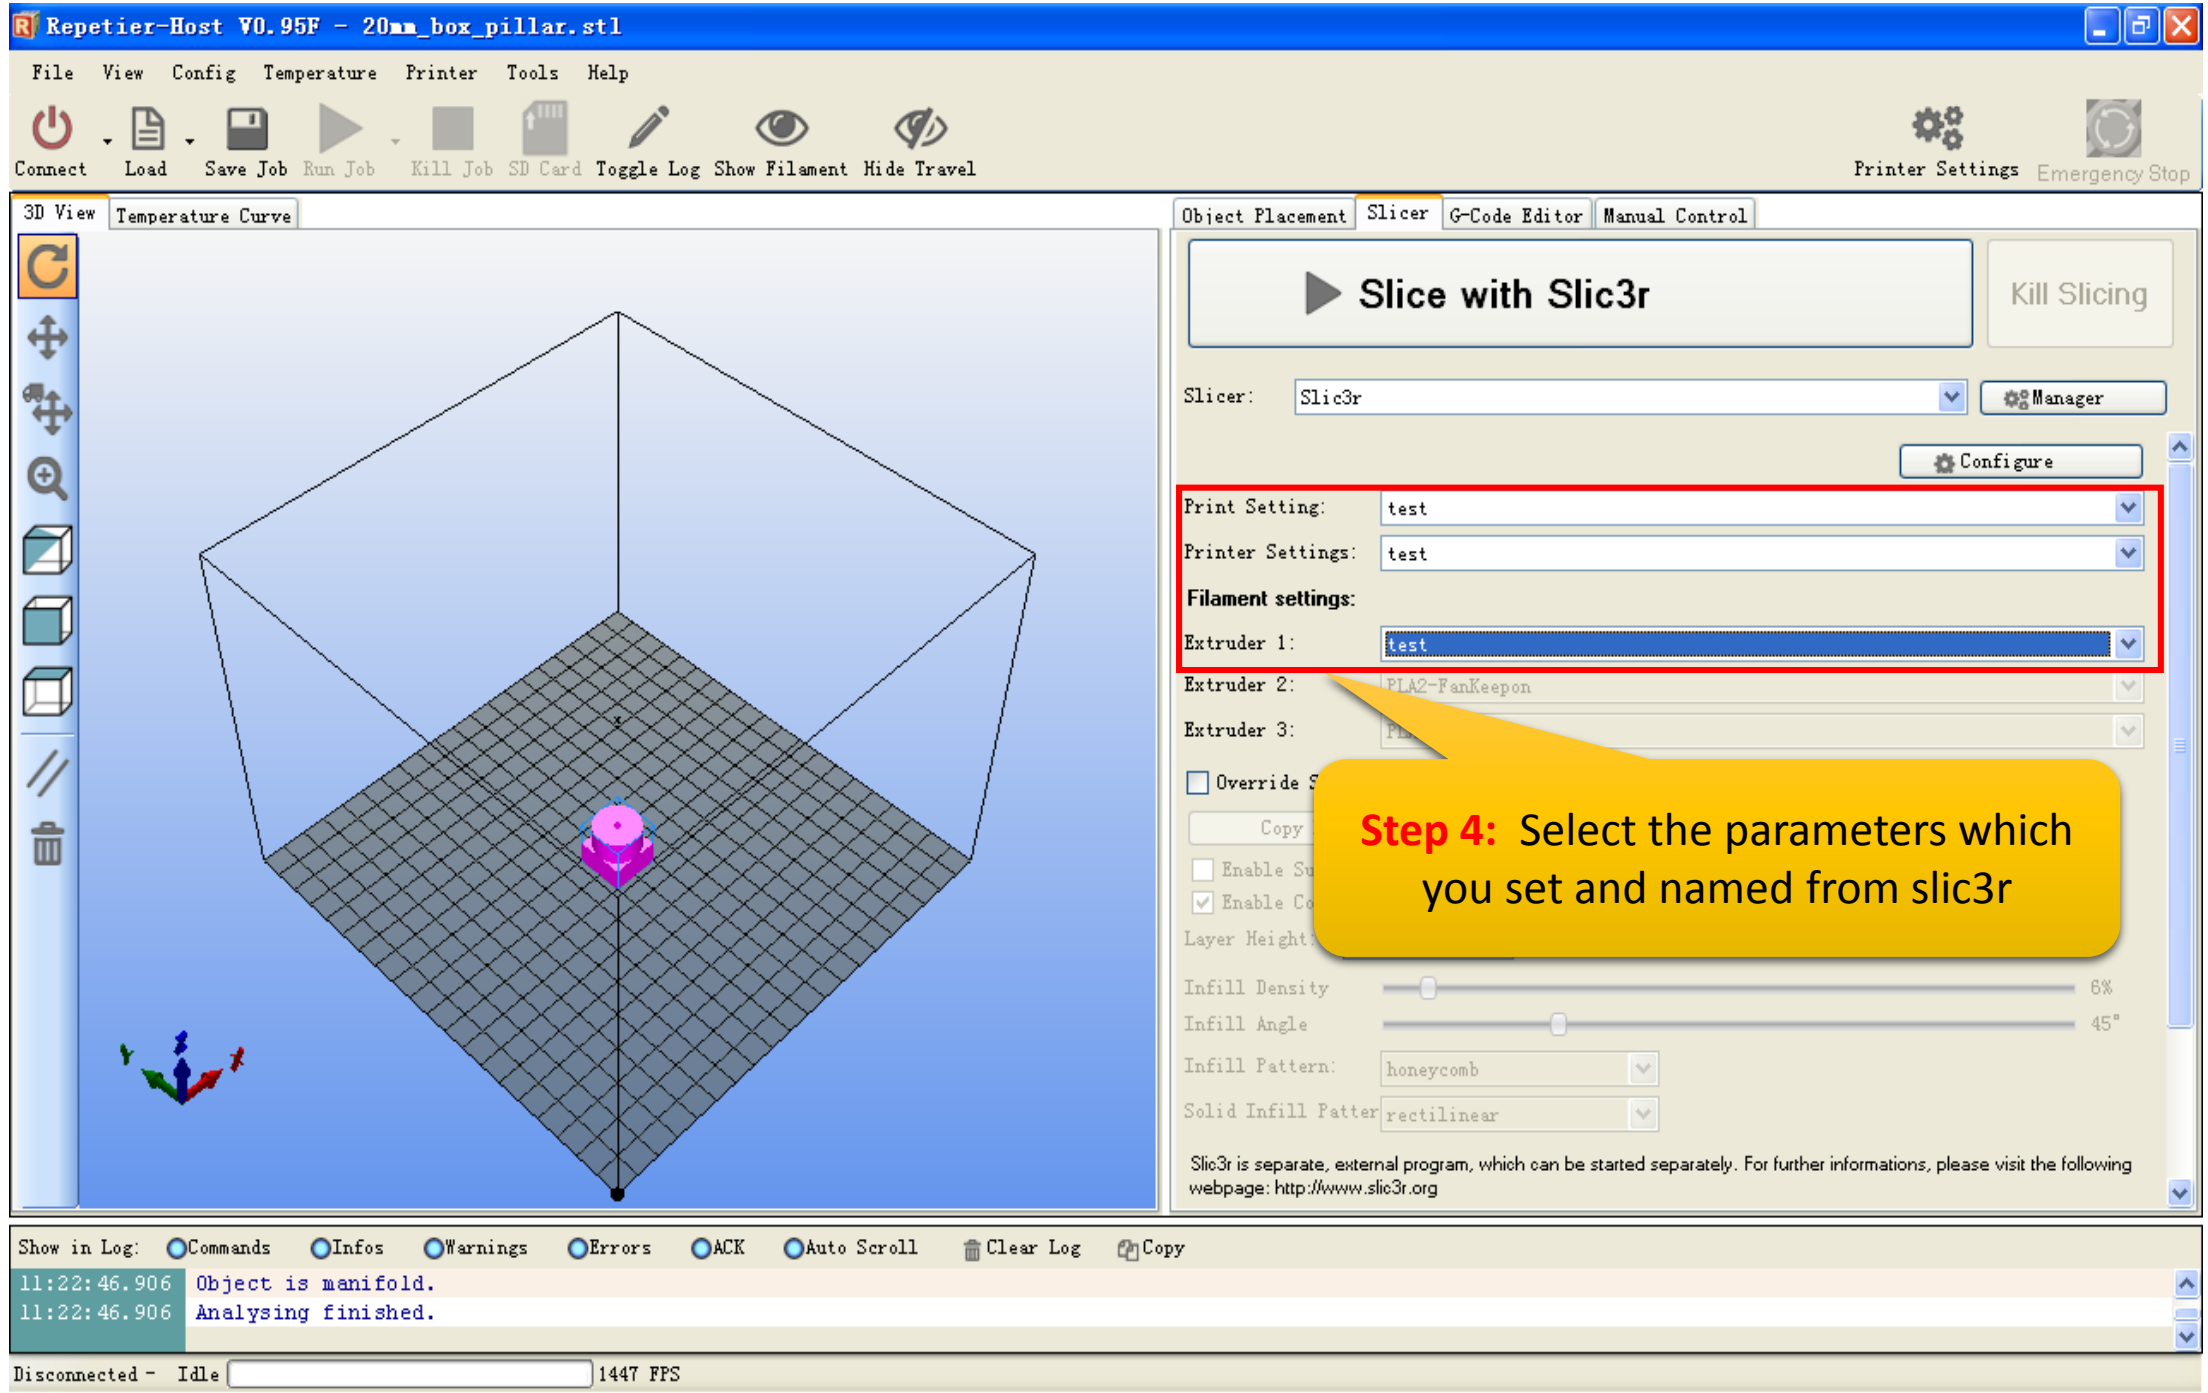 Repetier-Host V0.95F - 20mm_box_pillar.stl
File View Config Temperature Printer Tools Help
Connect Load Save Job Run Job Kill Job SD Card Toggle Log Show Filament Hide Travel Printer Settings Emergency Stop
3D View Temperature Curve
Object Placement Slicer G-Code Editor Manual Control
Slice with Slic3r Kill Slicing
Slicer: Slic3r Manager
Configure
Print Setting: test
Printer Settings: test
Filament settings:
Extruder 1: test
Extruder 2: PLA2-FanKeepon
Extruder 3:
Override
Copy
Enable
Enable
Step 4: Select the parameters which
you set and named from slic3r
Layer Height:
Infill Density 6%
Infill Angle 45°
Infill Pattern: honeycomb
Solid Infill Patter rectilinear
Slic3r is separate, external program, which can be started separately. For further informations, please visit the following
webpage: http://www.slic3r.org
Y Z X
Show in Log: Commands Infos Warnings Errors ACK Auto Scroll Clear Log Copy
11:22:46.906 Object is manifold.
11:22:46.906 Analysing finished.
Disconnected - Idle 1447 FPS